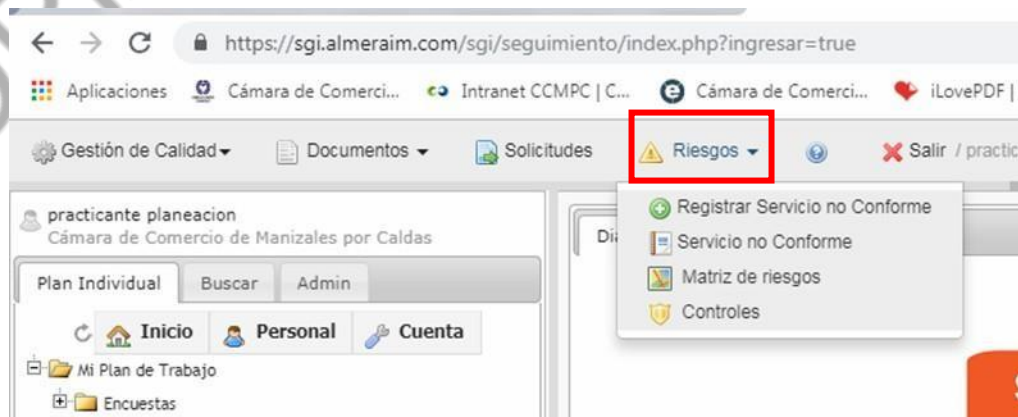 https://sgi.almeraim.com/sgi/seguimiento/index.php?ingresar=true
Aplicaciones Cámara de Comerci... Intranet CCMPC | C... Cámara de Comerci... iLovePDF |
Gestión de Calidad Documentos Solicitudes Riesgos Salir / practic
practicante planeacion
Cámara de Comercio de Manizales por Caldas
Plan Individual Buscar Admin
Inicio Personal Cuenta
Mi Plan de Trabajo
Encuestas
Registrar Servicio no Conforme
Servicio no Conforme
Matriz de riesgos
Controles